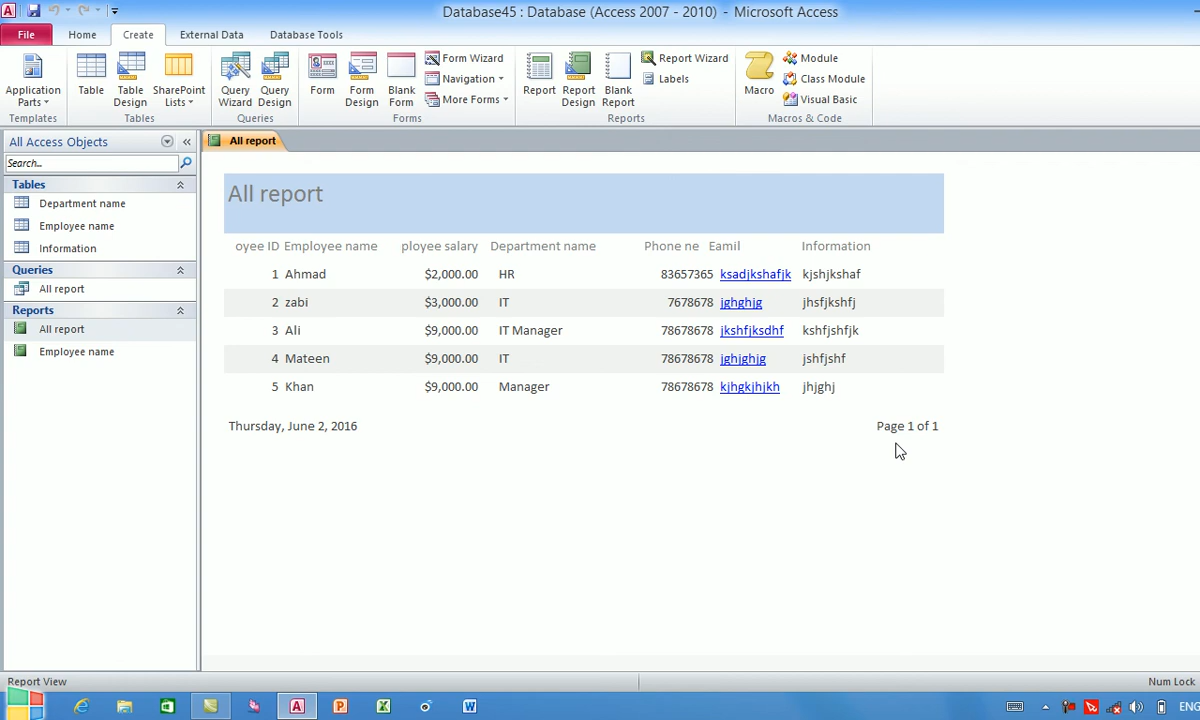 Database45 : Database (Access 2007 - 2010) - Microsoft Access
File Home Create External Data Database Tools
Application Parts Table Table Design SharePoint Lists Query Wizard Query Design Form Form Design Blank Form Form Wizard Navigation More Forms Report Report Design Blank Report Report Wizard Labels Macro Module Class Module Visual Basic
Templates Tables Queries Forms Reports Macros & Code
All Access Objects
Search...
Tables
Department name
Employee name
Information
Queries
All report
Reports
All report
Employee name
All report
All report
oyee ID Employee name ployee salary Department name Phone ne Eamil Information
1 Ahmad $2,000.00 HR 83657365 ksadjkshafjk kjshjkshaf
2 zabi $3,000.00 IT 7678678 jghghjg jhsfjkshfj
3 Ali $9,000.00 IT Manager 78678678 jkshfjksdhf kshfjshfjk
4 Mateen $9,000.00 IT 78678678 jghjghjg jshfjshf
5 Khan $9,000.00 Manager 78678678 kjhgkjhjkh jhjghj
Thursday, June 2, 2016 Page 1 of 1
Report View Num Lock
ENG